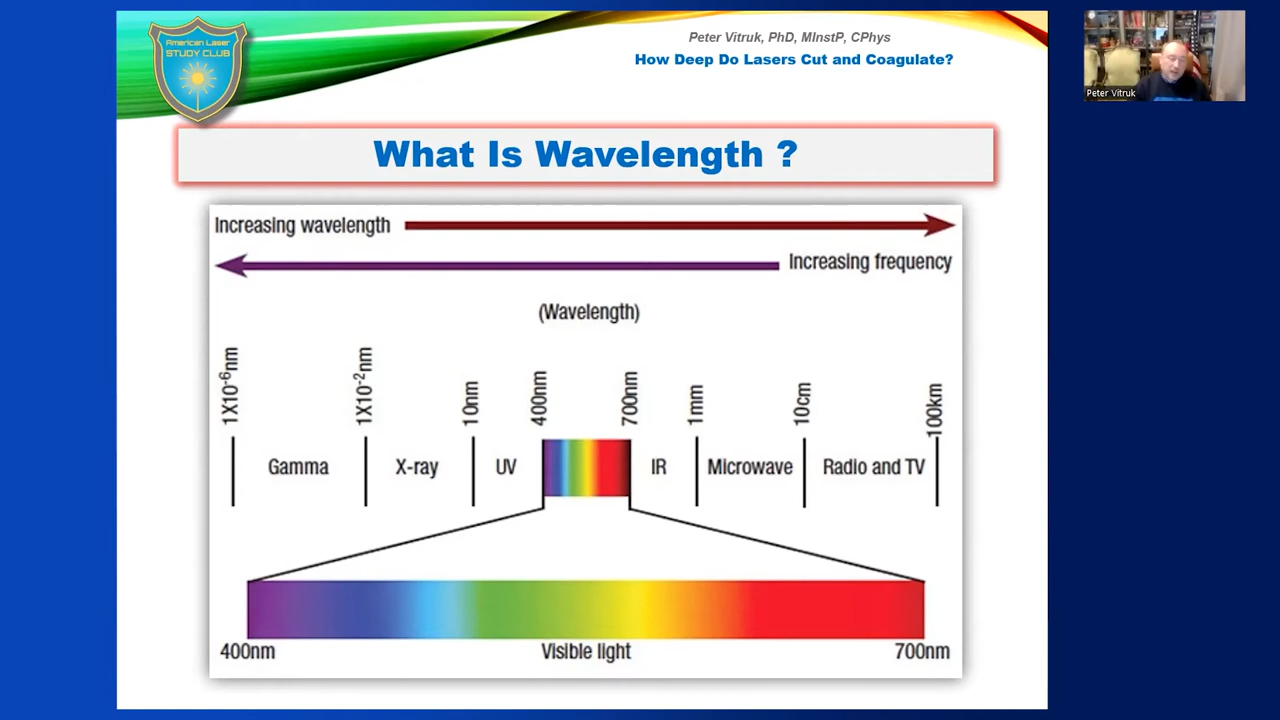 American Laser
STUDY CLUB
Peter Vitruk, PhD, MInstP, CPhys
How Deep Do Lasers Cut and Coagulate?
Peter Vitruk
What Is Wavelength ?
Increasing wavelength
Increasing frequency
(Wavelength)
1X10⁻⁶nm
1X10⁻²nm
10nm
400nm
700nm
1mm
10cm
100km
Gamma
X-ray
UV
IR
Microwave
Radio and TV
400nm
Visible light
700nm